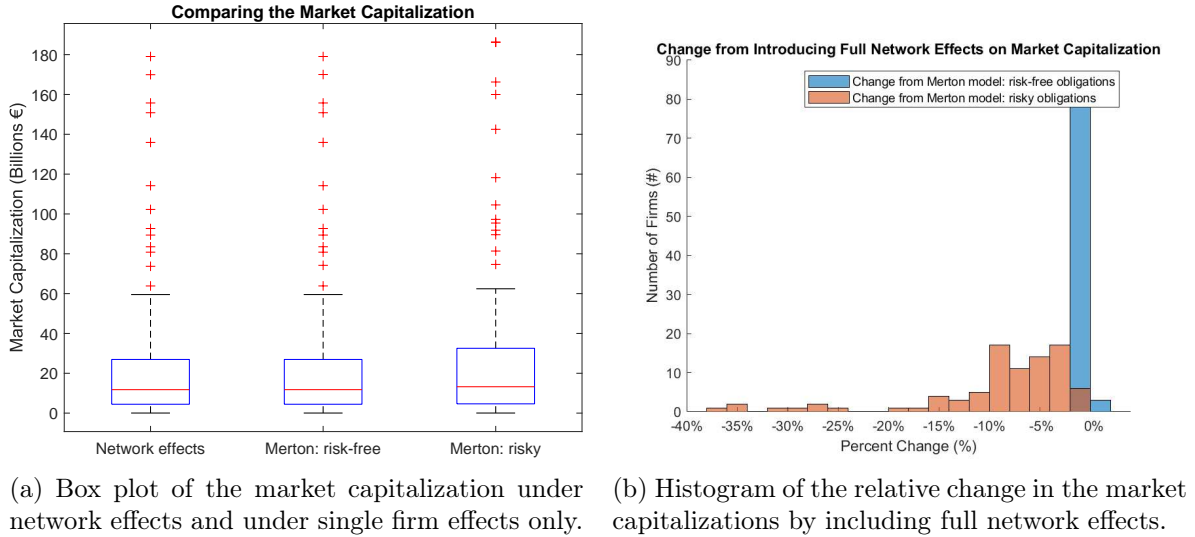 Comparing the Market Capitalization
Market Capitalization (Billions €)
180
160
140
120
100
80
60
40
20
0
Network effects
Merton: risk-free
Merton: risky
(a) Box plot of the market capitalization under
network effects and under single firm effects only.
Change from Introducing Full Network Effects on Market Capitalization
Change from Merton model: risk-free obligations
Change from Merton model: risky obligations
Number of Firms (#)
90
80
70
60
50
40
30
20
10
0
-40%
-35%
-30%
-25%
-20%
-15%
-10%
-5%
0%
Percent Change (%)
(b) Histogram of the relative change in the market
capitalizations by including full network effects.